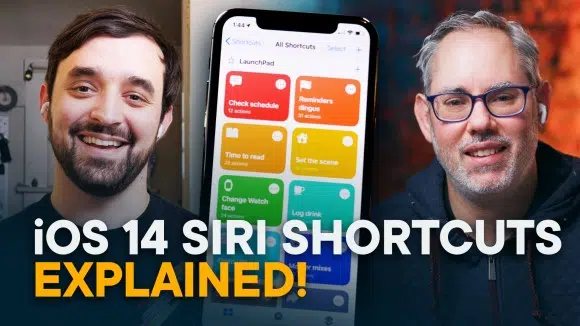 1:44
Shortcuts
All Shortcuts
Select
LaunchPad
Check schedule
12 actions
Reminders
dingus
Time to read
Set the scene
Change Watch
face
Log drink
iOS 14 SIRI SHORTCUTS
EXPLAINED!